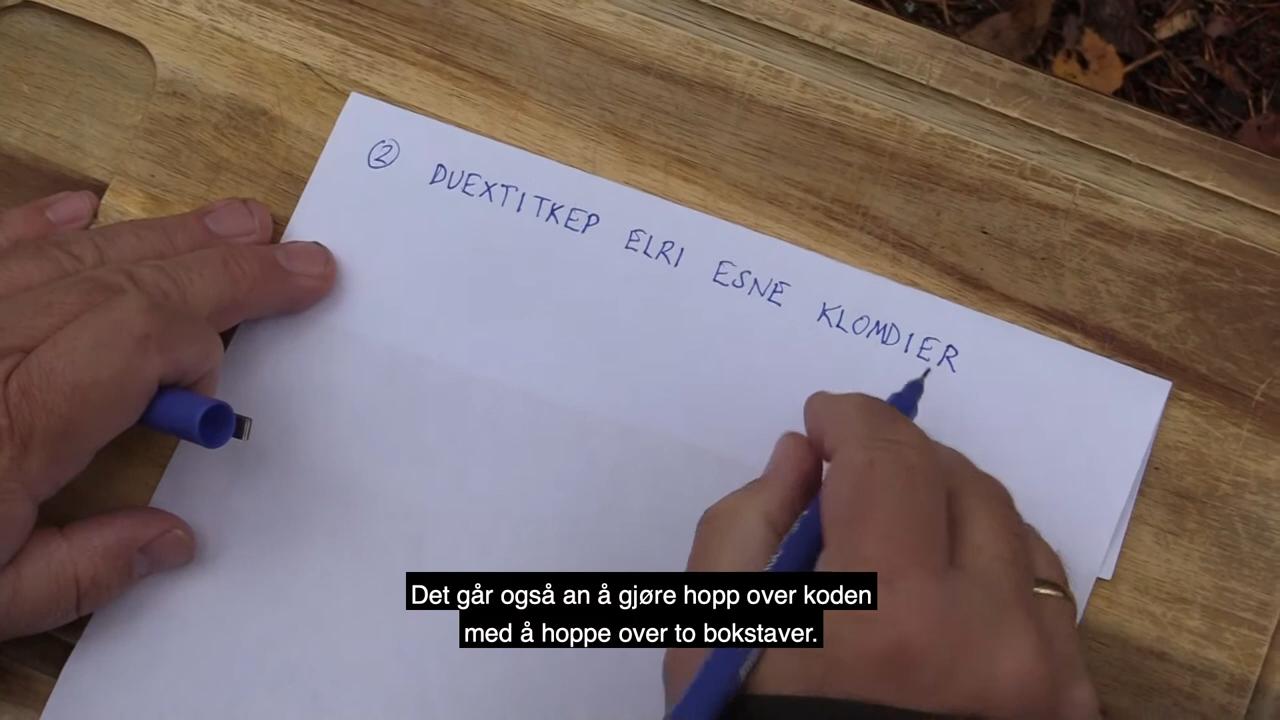 ② DUEXTITKEP ELRI ESNE KLOMDIER
Det går også an å gjøre hopp over koden
med å hoppe over to bokstaver.